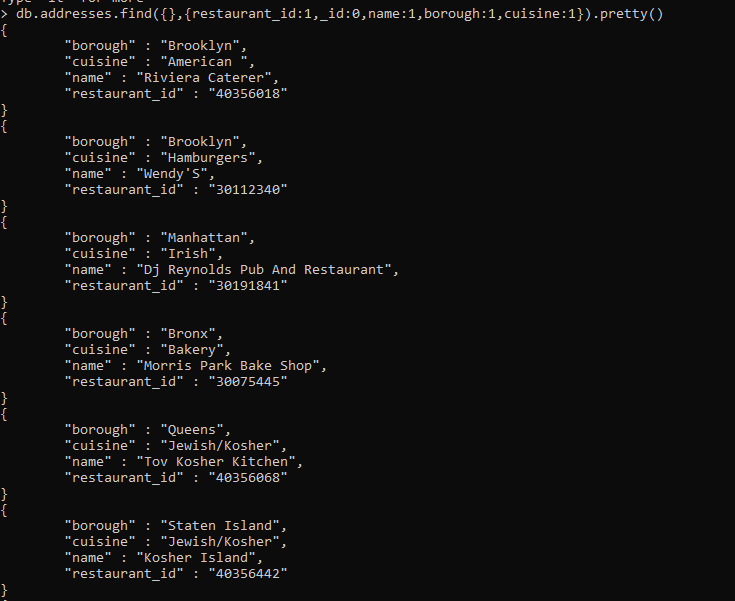 Type "it" for more
> db.addresses.find({},{restaurant_id:1,_id:0,name:1,borough:1,cuisine:1}).pretty()
{
        "borough" : "Brooklyn",
        "cuisine" : "American ",
        "name" : "Riviera Caterer",
        "restaurant_id" : "40356018"
}
{
        "borough" : "Brooklyn",
        "cuisine" : "Hamburgers",
        "name" : "Wendy'S",
        "restaurant_id" : "30112340"
}
{
        "borough" : "Manhattan",
        "cuisine" : "Irish",
        "name" : "Dj Reynolds Pub And Restaurant",
        "restaurant_id" : "30191841"
}
{
        "borough" : "Bronx",
        "cuisine" : "Bakery",
        "name" : "Morris Park Bake Shop",
        "restaurant_id" : "30075445"
}
{
        "borough" : "Queens",
        "cuisine" : "Jewish/Kosher",
        "name" : "Tov Kosher Kitchen",
        "restaurant_id" : "40356068"
}
{
        "borough" : "Staten Island",
        "cuisine" : "Jewish/Kosher",
        "name" : "Kosher Island",
        "restaurant_id" : "40356442"
}